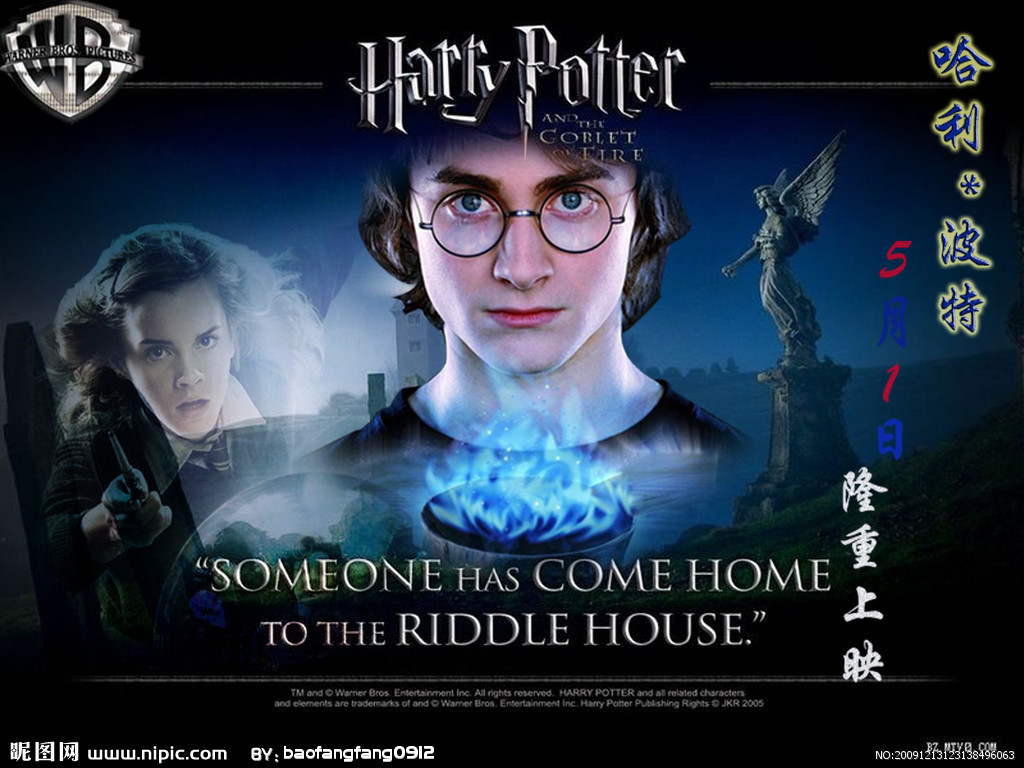 WARNER BROS. PICTURES
WB
Harry Potter
AND THE
GOBLET
OF FIRE
哈利*波特
5月1日
隆重上映
“SOMEONE HAS COME HOME
TO THE RIDDLE HOUSE.”
TM and © Warner Bros. Entertainment Inc. All rights reserved. HARRY POTTER and all related characters
and elements are trademarks of and © Warner Bros. Entertainment Inc. Harry Potter Publishing Rights © JKR 2005
昵图网 www.nipic.com BY:baofangfang0912
BZ.MIY8.COM
NO:20091213123138496063